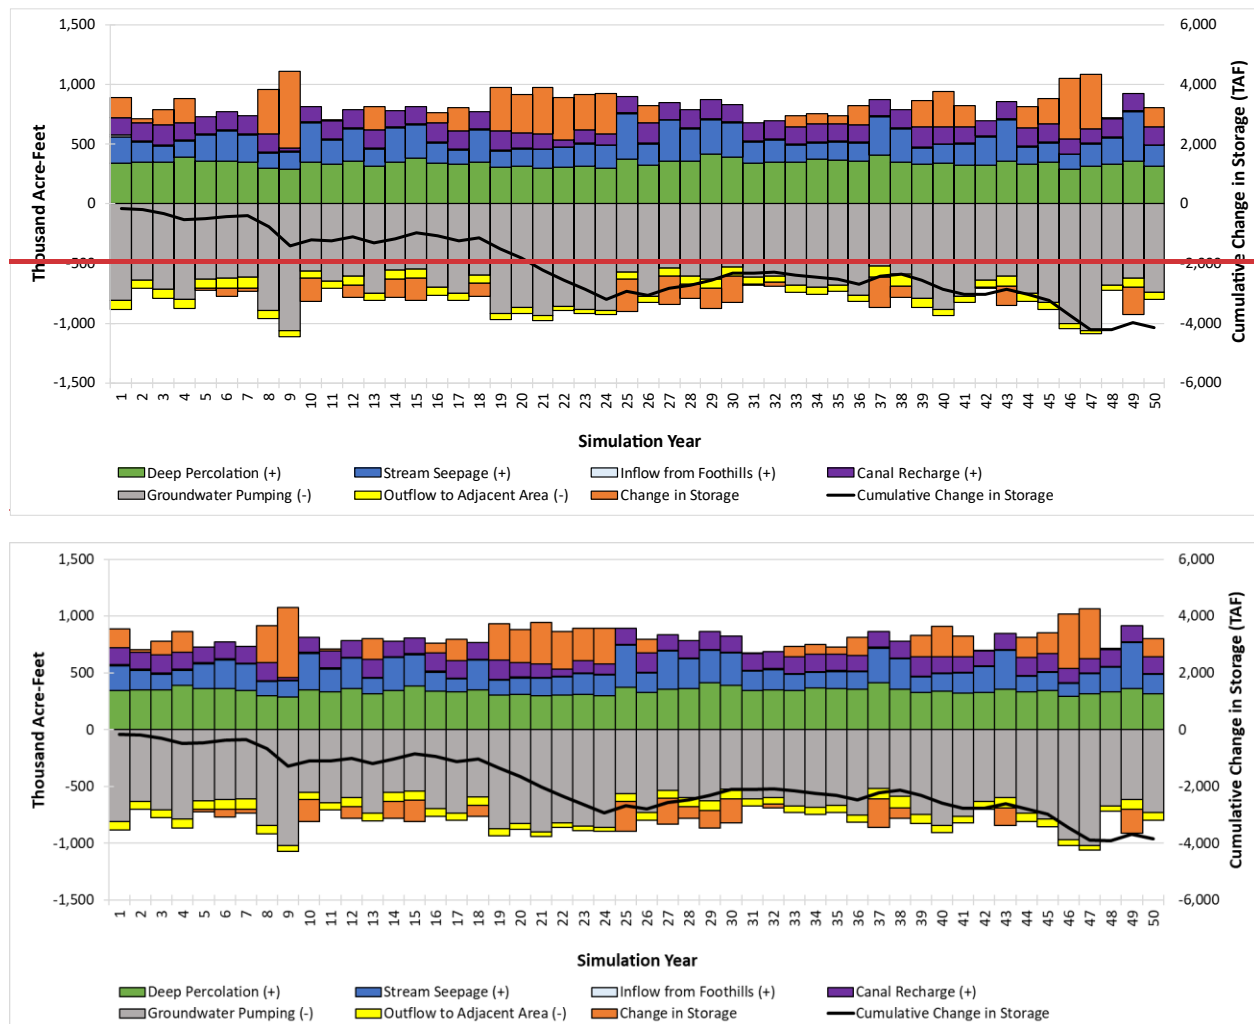 1,500
1,000
500
0
-500
-1,000
-1,500
Thousand Acre-Feet
6,000
4,000
2,000
0
-2,000
-4,000
-6,000
Cumulative Change in Storage (TAF)
1 2 3 4 5 6 7 8 9 10 11 12 13 14 15 16 17 18 19 20 21 22 23 24 25 26 27 28 29 30 31 32 33 34 35 36 37 38 39 40 41 42 43 44 45 46 47 48 49 50
Simulation Year
Deep Percolation (+) Stream Seepage (+) Inflow from Foothills (+) Canal Recharge (+)
Groundwater Pumping (-) Outflow to Adjacent Area (-) Change in Storage Cumulative Change in Storage
1,500
1,000
500
0
-500
-1,000
-1,500
Thousand Acre-Feet
6,000
4,000
2,000
0
-2,000
-4,000
-6,000
Cumulative Change in Storage (TAF)
1 2 3 4 5 6 7 8 9 10 11 12 13 14 15 16 17 18 19 20 21 22 23 24 25 26 27 28 29 30 31 32 33 34 35 36 37 38 39 40 41 42 43 44 45 46 47 48 49 50
Simulation Year
Deep Percolation (+) Stream Seepage (+) Inflow from Foothills (+) Canal Recharge (+)
Groundwater Pumping (-) Outflow to Adjacent Area (-) Change in Storage Cumulative Change in Storage